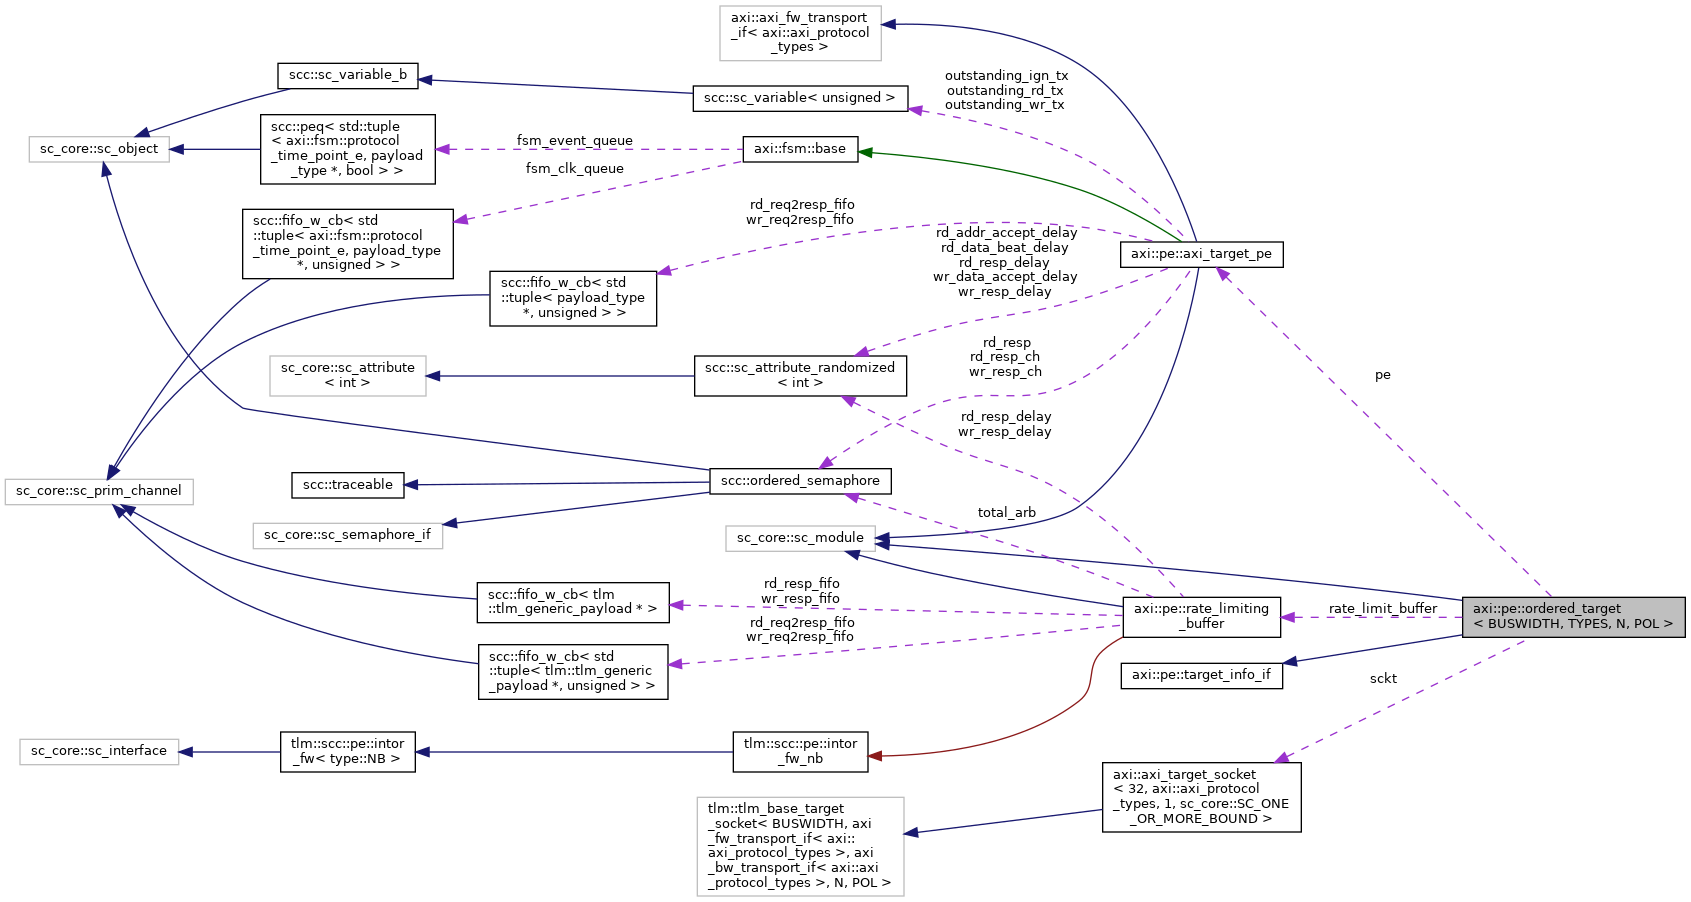 axi::axi_fw_transport
_if< axi::axi_protocol
_types >
scc::sc_variable_b
scc::sc_variable< unsigned >
outstanding_ign_tx
outstanding_rd_tx
outstanding_wr_tx
sc_core::sc_object
scc::peq< std::tuple
< axi::fsm::protocol
_time_point_e, payload
_type *, bool > >
fsm_event_queue
axi::fsm::base
fsm_clk_queue
scc::fifo_w_cb< std
::tuple< axi::fsm::protocol
_time_point_e, payload_type
*, unsigned > >
rd_req2resp_fifo
wr_req2resp_fifo
rd_addr_accept_delay
rd_data_beat_delay
rd_resp_delay
wr_data_accept_delay
wr_resp_delay
axi::pe::axi_target_pe
scc::fifo_w_cb< std
::tuple< payload_type
*, unsigned > >
sc_core::sc_attribute
< int >
scc::sc_attribute_randomized
< int >
rd_resp
rd_resp_ch
wr_resp_ch
pe
rd_resp_delay
wr_resp_delay
sc_core::sc_prim_channel
scc::traceable
scc::ordered_semaphore
sc_core::sc_semaphore_if
total_arb
sc_core::sc_module
scc::fifo_w_cb< tlm
::tlm_generic_payload * >
rd_resp_fifo
wr_resp_fifo
axi::pe::rate_limiting
_buffer
rate_limit_buffer
axi::pe::ordered_target
< BUSWIDTH, TYPES, N, POL >
rd_req2resp_fifo
wr_req2resp_fifo
scc::fifo_w_cb< std
::tuple< tlm::tlm_generic
_payload *, unsigned > >
axi::pe::target_info_if
sckt
sc_core::sc_interface
tlm::scc::pe::intor
_fw< type::NB >
tlm::scc::pe::intor
_fw_nb
axi::axi_target_socket
< 32, axi::axi_protocol
_types, 1, sc_core::SC_ONE
_OR_MORE_BOUND >
tlm::tlm_base_target
_socket< BUSWIDTH, axi
_fw_transport_if< axi::
axi_protocol_types >, axi
_bw_transport_if< axi::axi
_protocol_types >, N, POL >